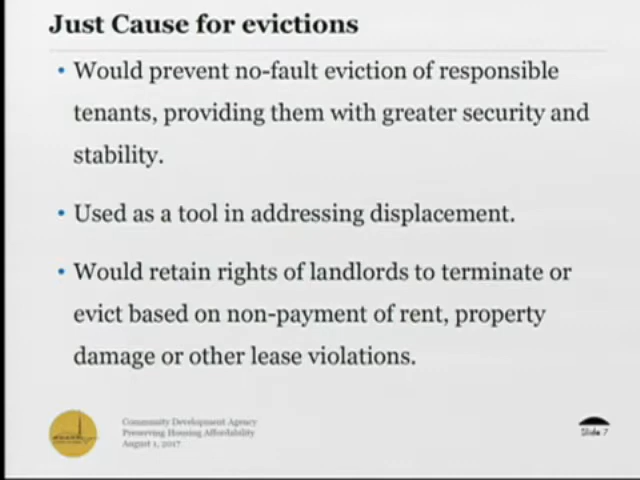 Just Cause for evictions
• Would prevent no-fault eviction of responsible
tenants, providing them with greater security and
stability.
• Used as a tool in addressing displacement.
• Would retain rights of landlords to terminate or
evict based on non-payment of rent, property
damage or other lease violations.
Community Development Agency
Preserving Housing Affordability
August 1, 2017
Slide 7